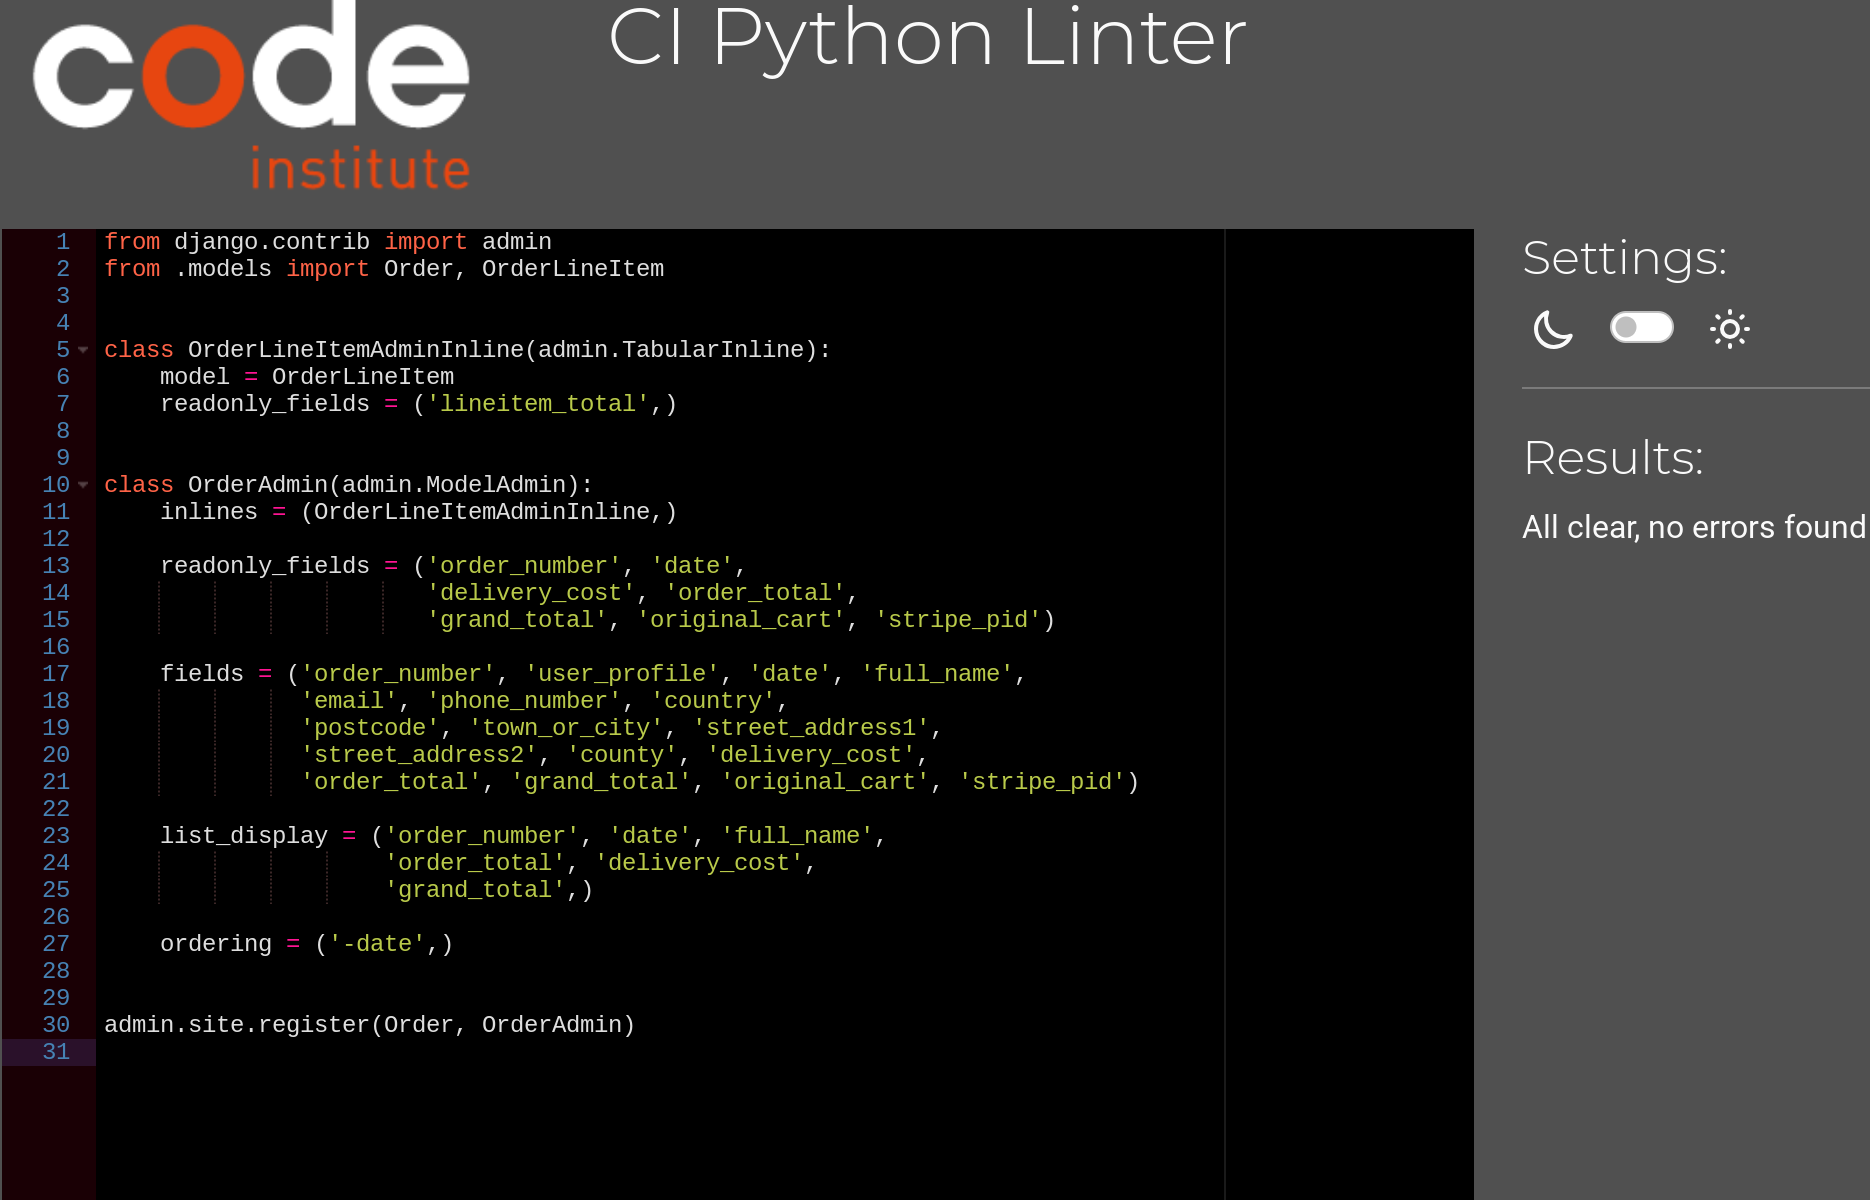 code
institute
CI Python Linter
1 from django.contrib import admin
2 from .models import Order, OrderLineItem
3
4
5 class OrderLineItemAdminInline(admin.TabularInline):
6     model = OrderLineItem
7     readonly_fields = ('lineitem_total',)
8
9
10 class OrderAdmin(admin.ModelAdmin):
11     inlines = (OrderLineItemAdminInline,)
12
13     readonly_fields = ('order_number', 'date',
14                        'delivery_cost', 'order_total',
15                        'grand_total', 'original_cart', 'stripe_pid')
16
17     fields = ('order_number', 'user_profile', 'date', 'full_name',
18               'email', 'phone_number', 'country',
19               'postcode', 'town_or_city', 'street_address1',
20               'street_address2', 'county', 'delivery_cost',
21               'order_total', 'grand_total', 'original_cart', 'stripe_pid')
22
23     list_display = ('order_number', 'date', 'full_name',
24                     'order_total', 'delivery_cost',
25                     'grand_total',)
26
27     ordering = ('-date',)
28
29
30 admin.site.register(Order, OrderAdmin)
31
Settings:
Results:
All clear, no errors found